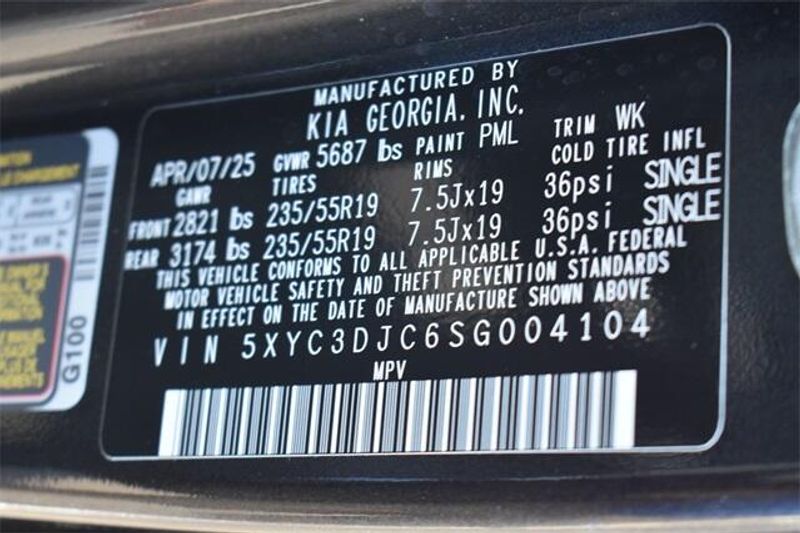 MANUFACTURED BY
KIA GEORGIA. INC.
APR/07/25 GVWR 5687 lbs PAINT PML TRIM WK
GAWR TIRES RIMS COLD TIRE INFL
FRONT 2821 lbs 235/55R19 7.5Jx19 36psi SINGLE
REAR 3174 lbs 235/55R19 7.5Jx19 36psi SINGLE
THIS VEHICLE CONFORMS TO ALL APPLICABLE U.S.A. FEDERAL
MOTOR VEHICLE SAFETY AND THEFT PREVENTION STANDARDS
IN EFFECT ON THE DATE OF MANUFACTURE SHOWN ABOVE
VIN 5XYC3DJC6SG004104
MPV
G100